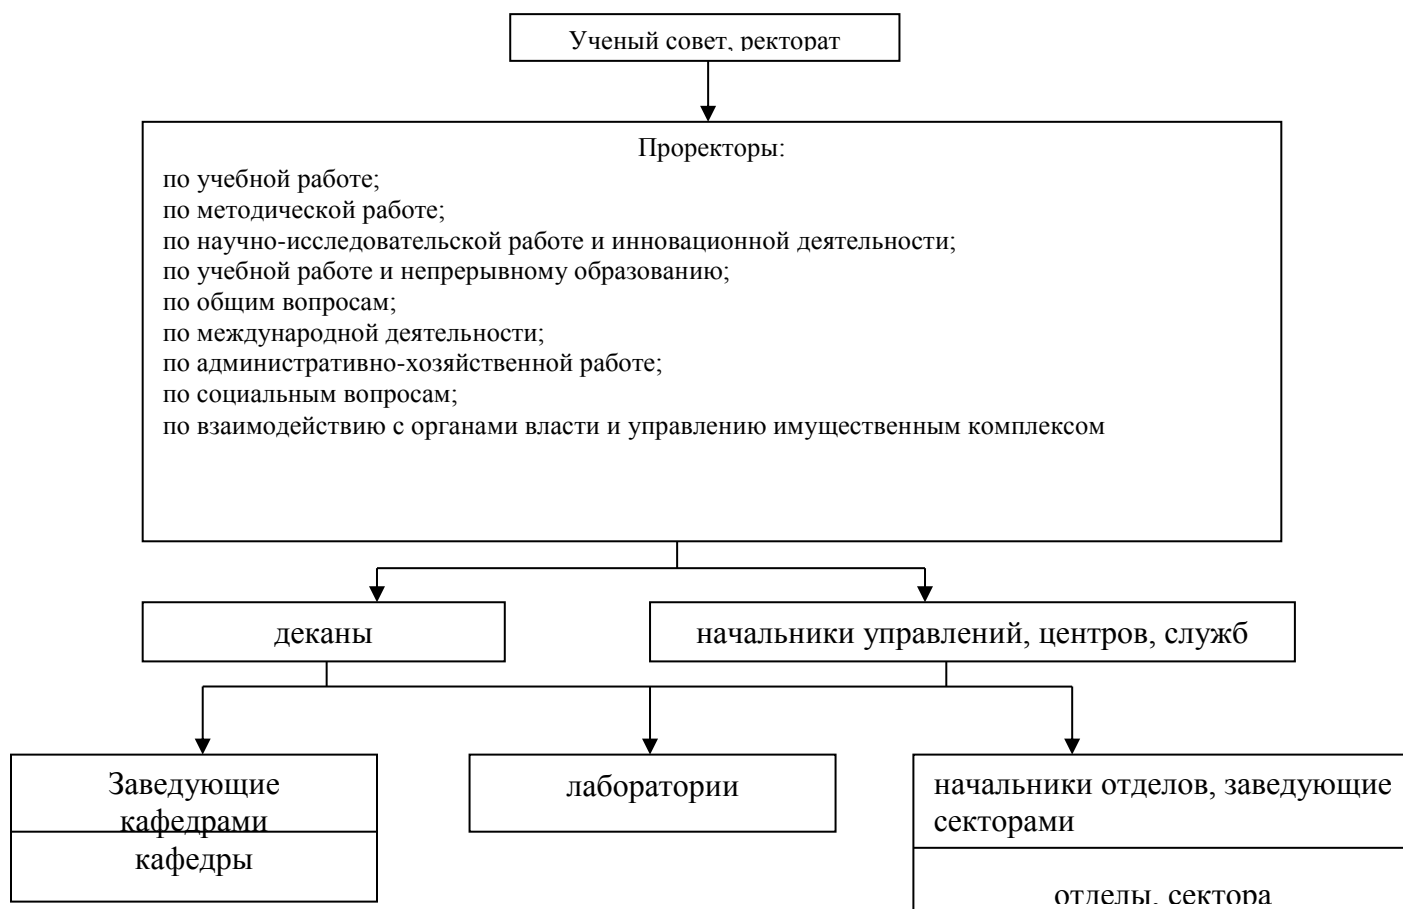 Ученый совет, ректорат
Проректоры:
по учебной работе;
по методической работе;
по научно-исследовательской работе и инновационной деятельности;
по учебной работе и непрерывному образованию;
по общим вопросам;
по международной деятельности;
по административно-хозяйственной работе;
по социальным вопросам;
по взаимодействию с органами власти и управлению имущественным комплексом
деканы
начальники управлений, центров, служб
Заведующие
кафедрами
кафедры
лаборатории
начальники отделов, заведующие
секторами
отделы, сектора